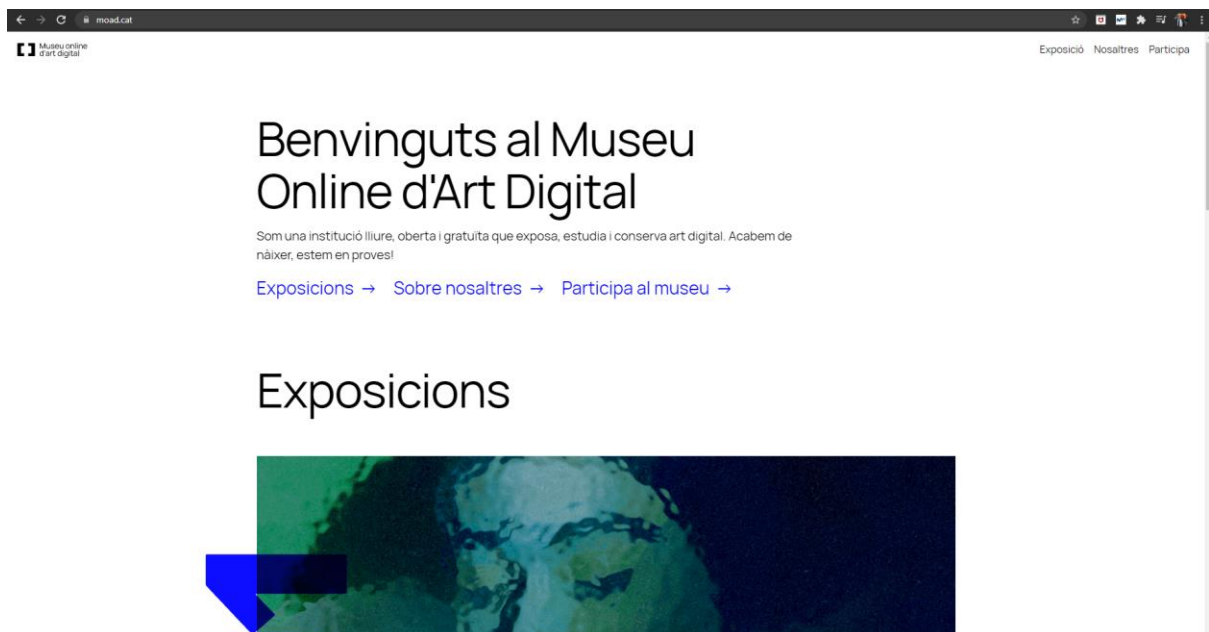 moad.cat
Museu online
d'art digital
Exposició Nosaltres Participa
Benvinguts al Museu
Online d'Art Digital
Som una institució lliure, oberta i gratuïta que exposa, estudia i conserva art digital. Acabem de
nàixer, estem en proves!
Exposicions → Sobre nosaltres → Participa al museu →
Exposicions